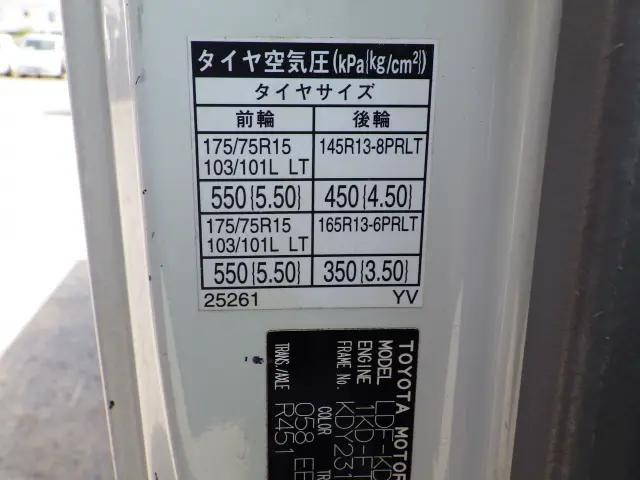 タイヤ空気圧(kPa{kg/cm²})
タイヤサイズ
前輪 後輪
175/75R15 145R13-8PRLT
103/101L LT
550{5.50} 450{4.50}
175/75R15 165R13-6PRLT
103/101L LT
550{5.50} 350{3.50}
25261 YV
TOYOTA MOTOR
MODEL LDF-KD
ENGINE 1KD-FT
FRAME No. KDY231
COLOR
TRANS./AXLE 058
R451